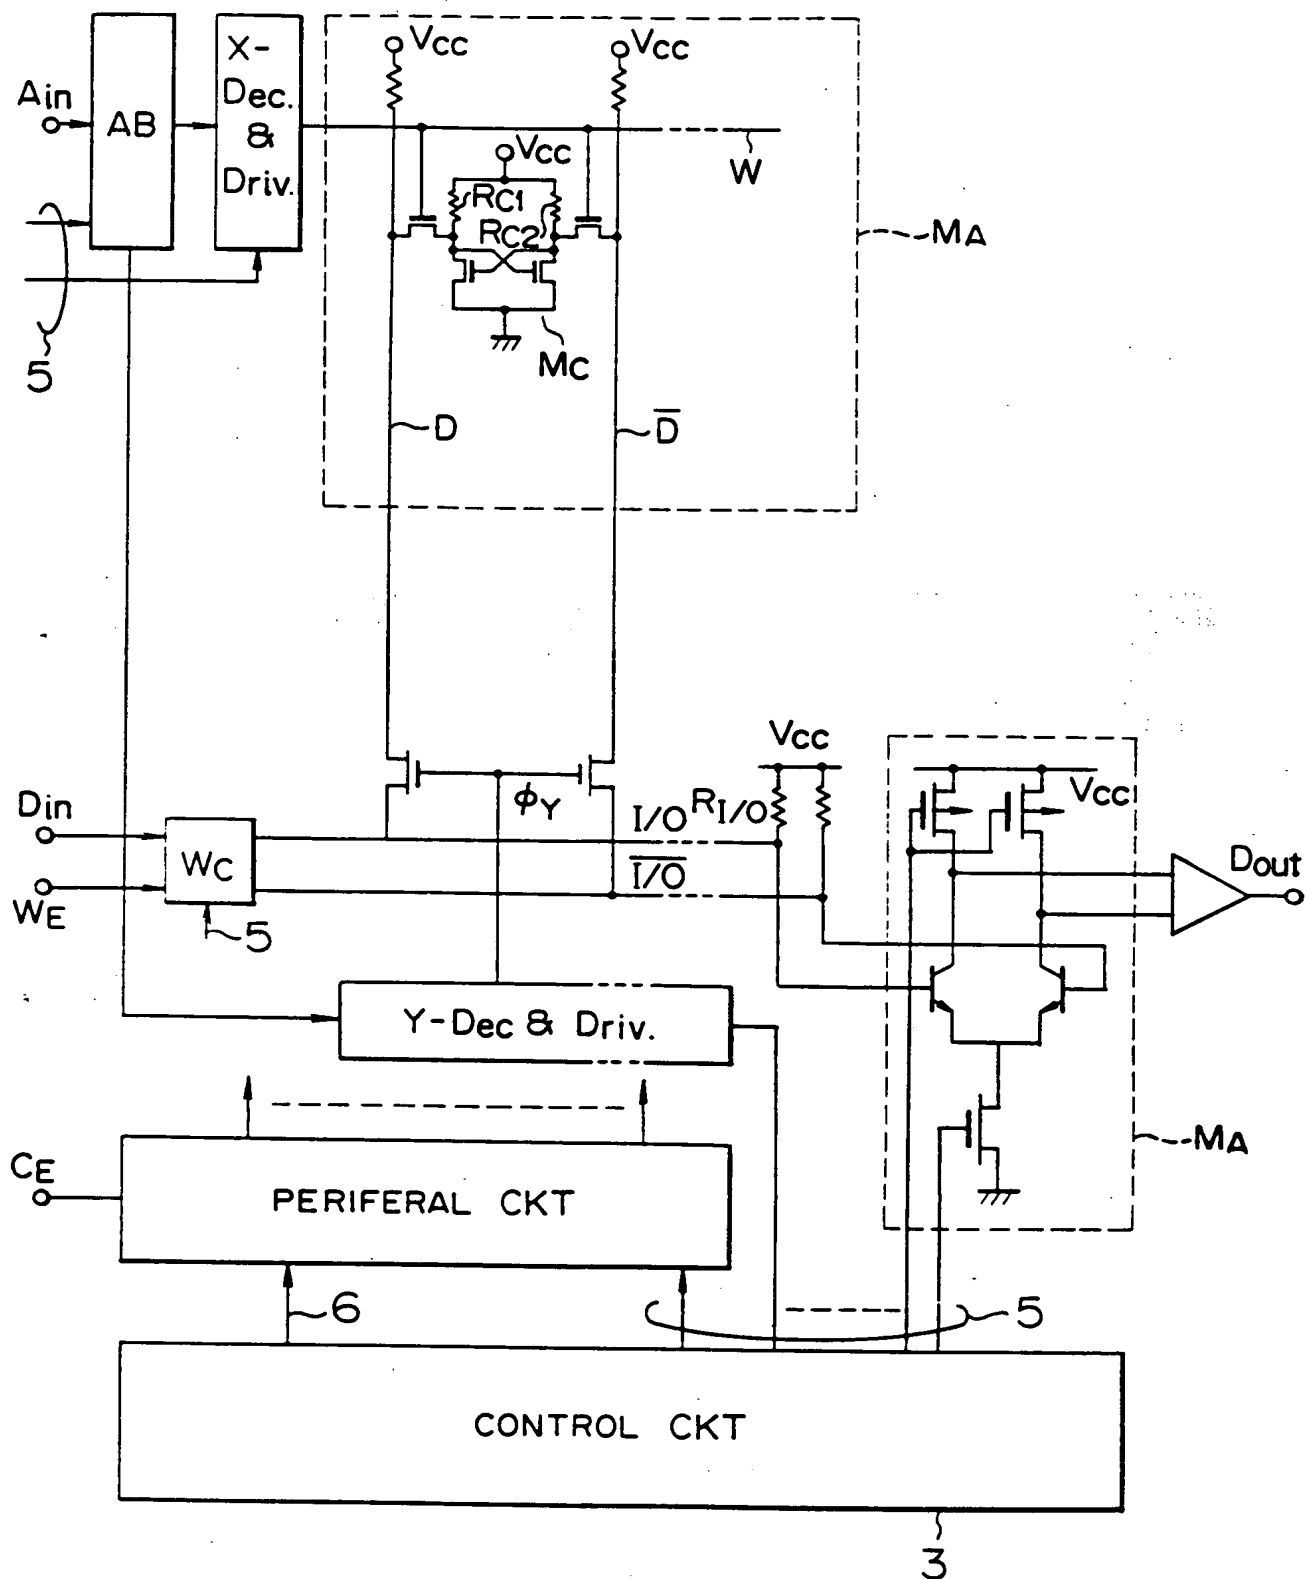 Vcc
Vcc
X-
Dec.
&
Driv.
Ain
AB
Vcc
W
RC1
RC2
MA
5
Mc
D
D̅
Vcc
Din
ϕY
I/O
RI/O
Vcc
Wc
I̅/̅O̅
Dout
WE
5
Y-Dec & Driv.
MA
CE
PERIFERAL CKT
6
5
CONTROL CKT
3